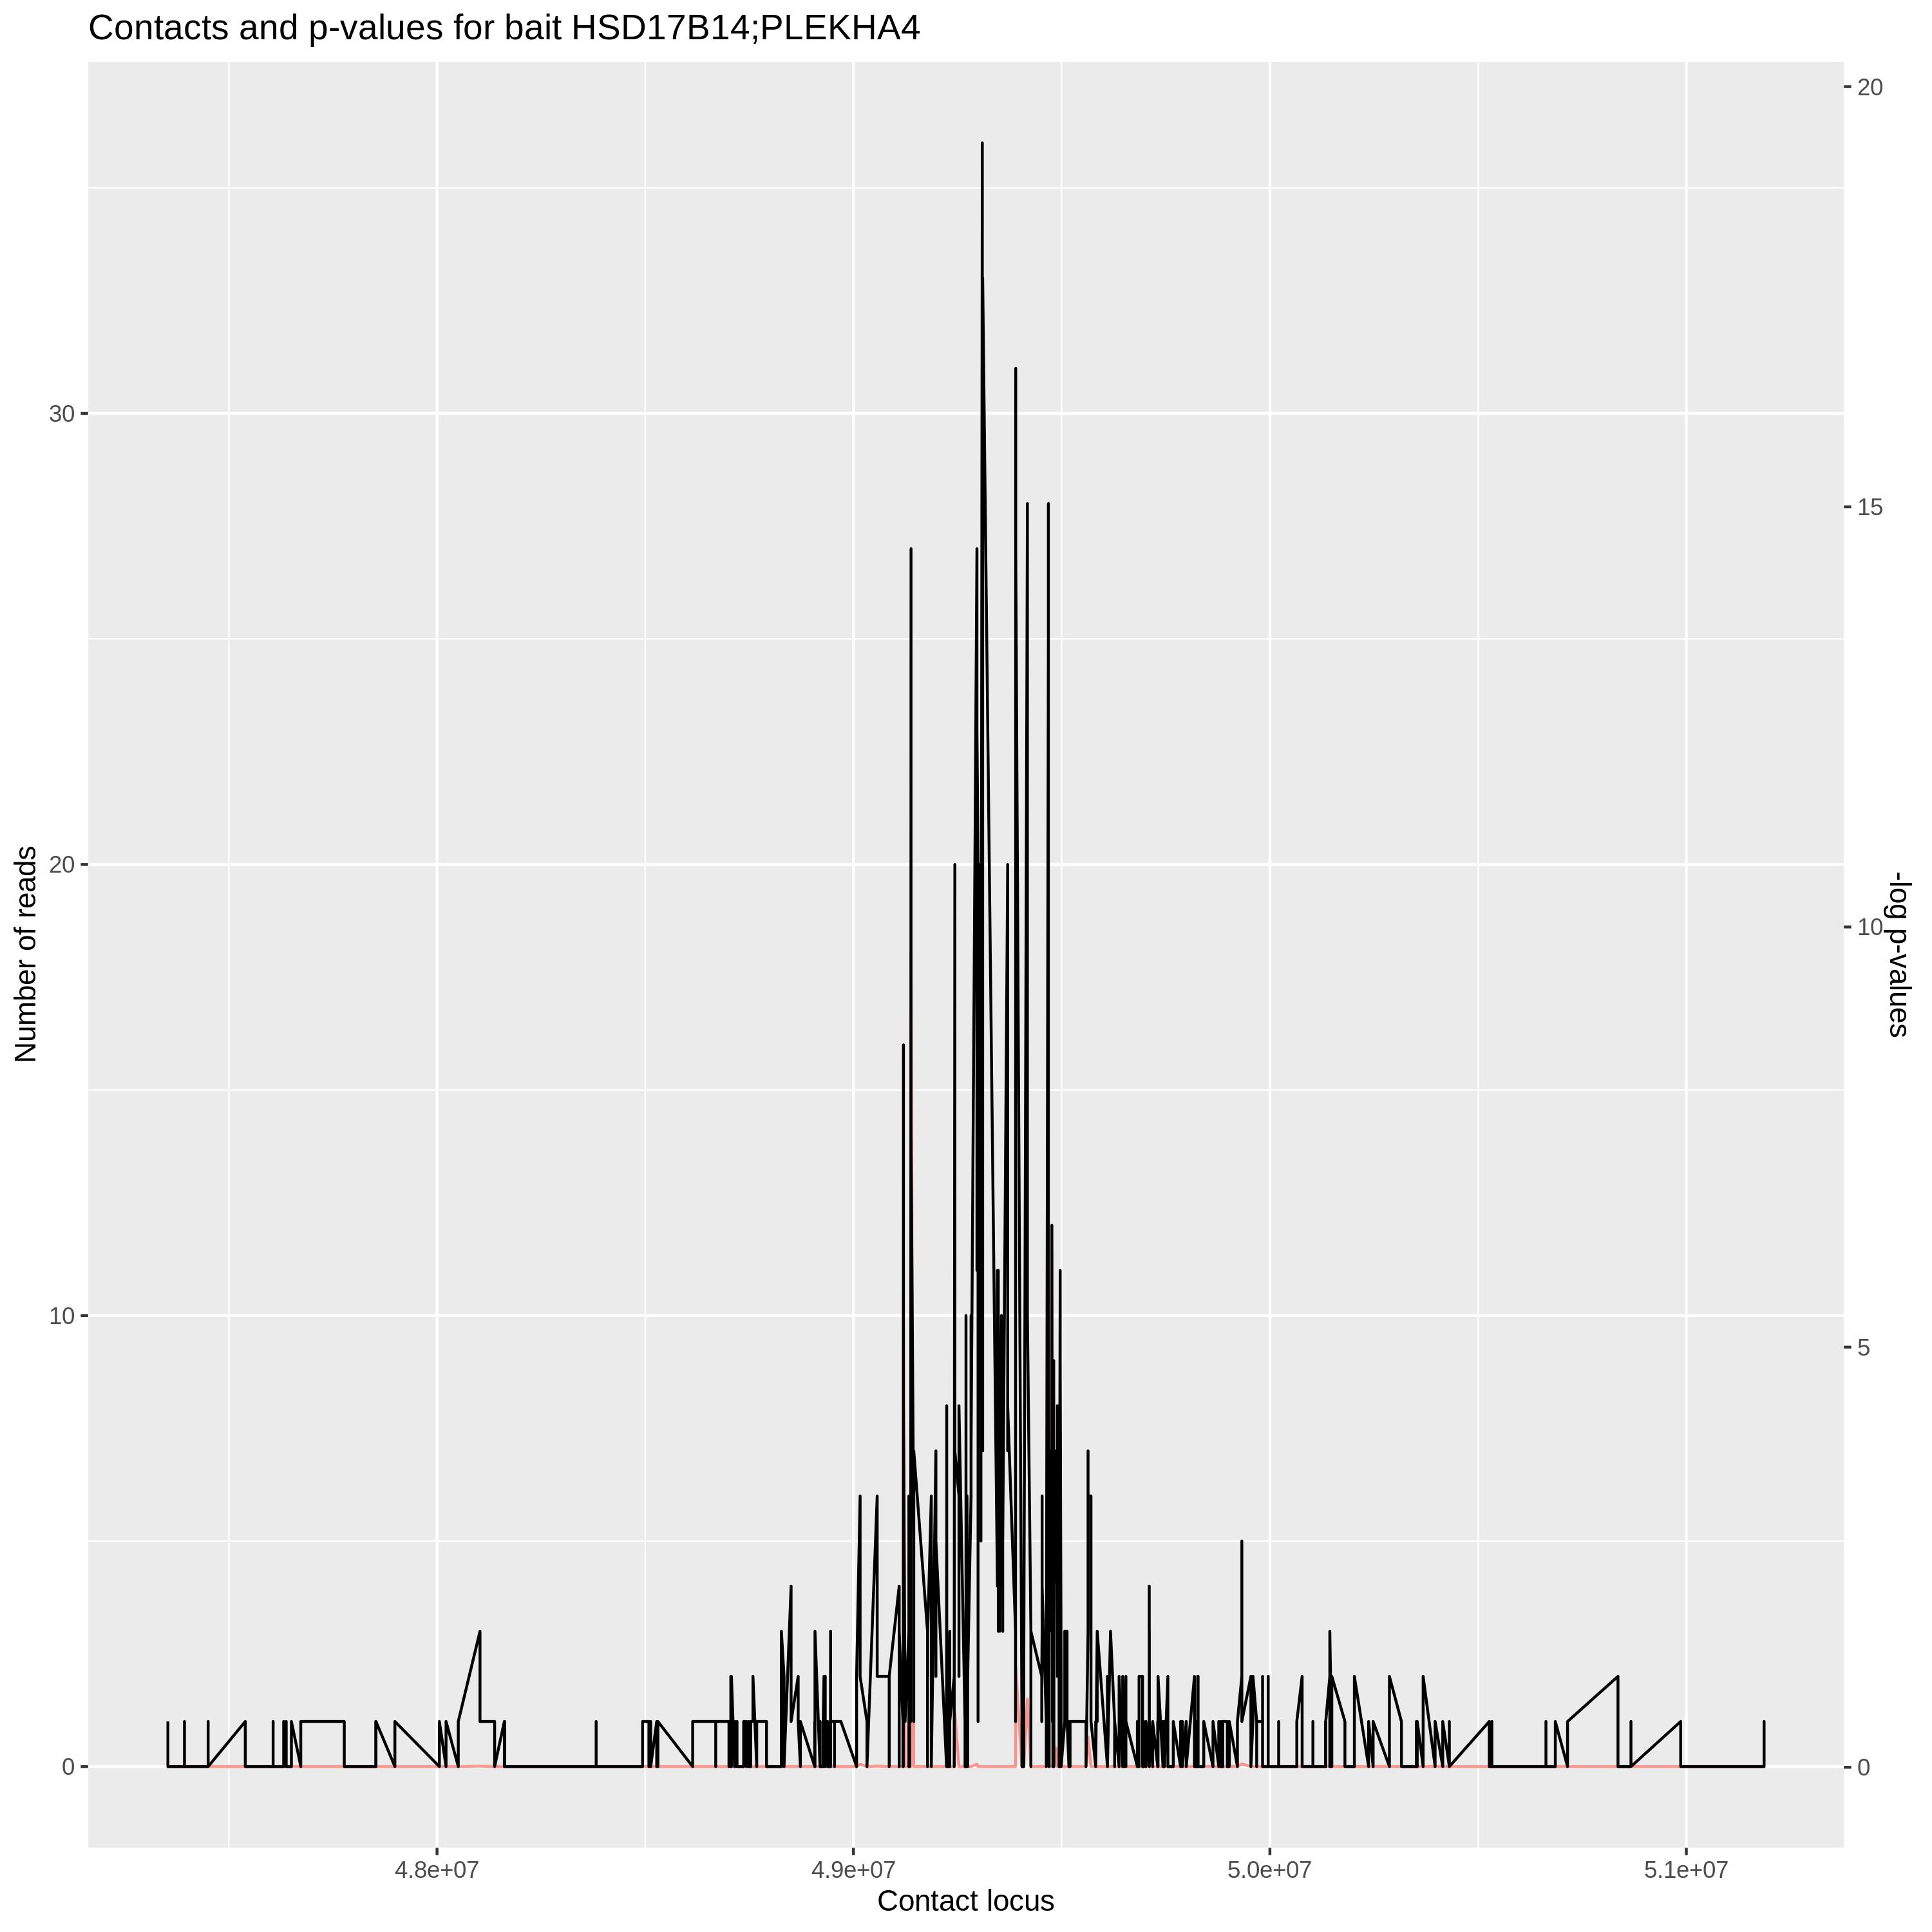 Contacts and p-values for bait HSD17B14;PLEKHA4
Number of reads
30
20
10
0
20
15
10
5
0
-log p-values
4.8e+07
4.9e+07
5.0e+07
5.1e+07
Contact locus